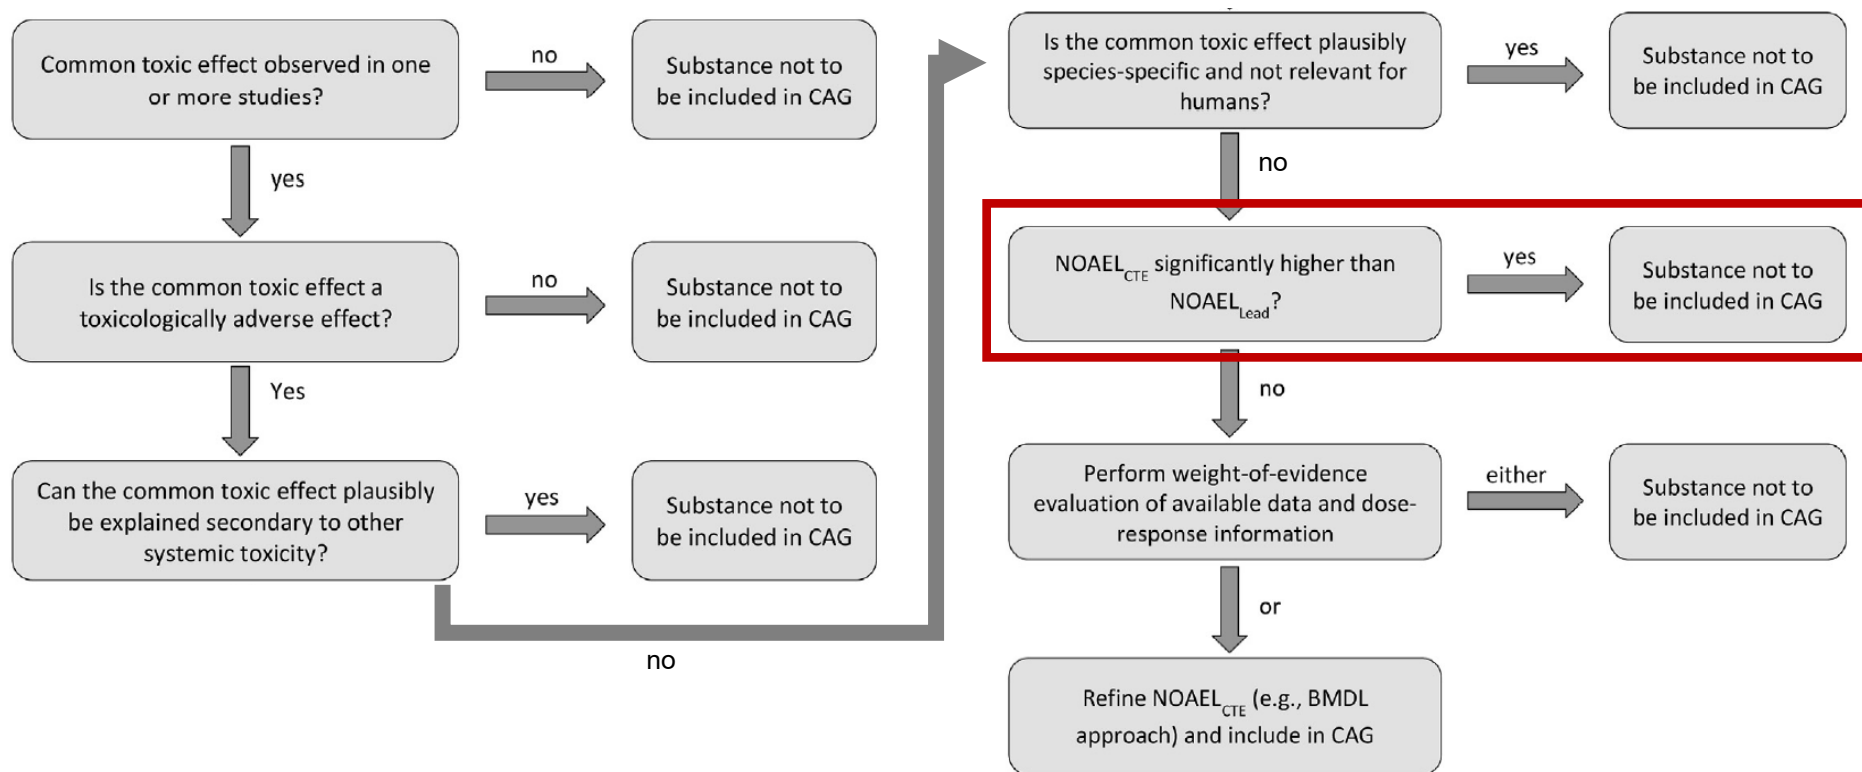 Common toxic effect observed in one
or more studies?
no
Substance not to
be included in CAG
yes
Is the common toxic effect a
toxicologically adverse effect?
no
Substance not to
be included in CAG
Yes
Can the common toxic effect plausibly
be explained secondary to other
systemic toxicity?
yes
Substance not to
be included in CAG
no
Is the common toxic effect plausibly
species-specific and not relevant for
humans?
yes
Substance not to
be included in CAG
no
NOAEL_CTE significantly higher than
NOAEL_Lead?
yes
Substance not to
be included in CAG
no
Perform weight-of-evidence
evaluation of available data and dose-
response information
either
Substance not to
be included in CAG
or
Refine NOAEL_CTE (e.g., BMDL
approach) and include in CAG